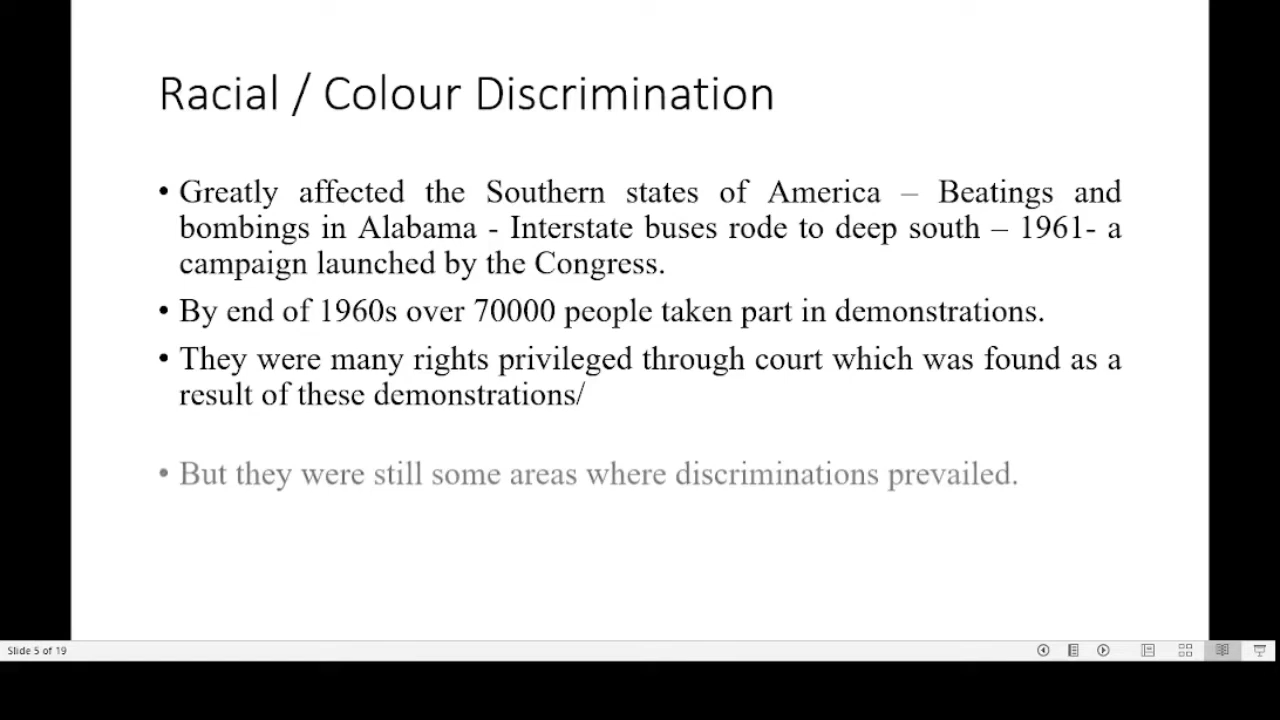 Racial / Colour Discrimination
• Greatly affected the Southern states of America – Beatings and
bombings in Alabama - Interstate buses rode to deep south – 1961- a
campaign launched by the Congress.
• By end of 1960s over 70000 people taken part in demonstrations.
• They were many rights privileged through court which was found as a
result of these demonstrations/
• But they were still some areas where discriminations prevailed.
Slide 5 of 19